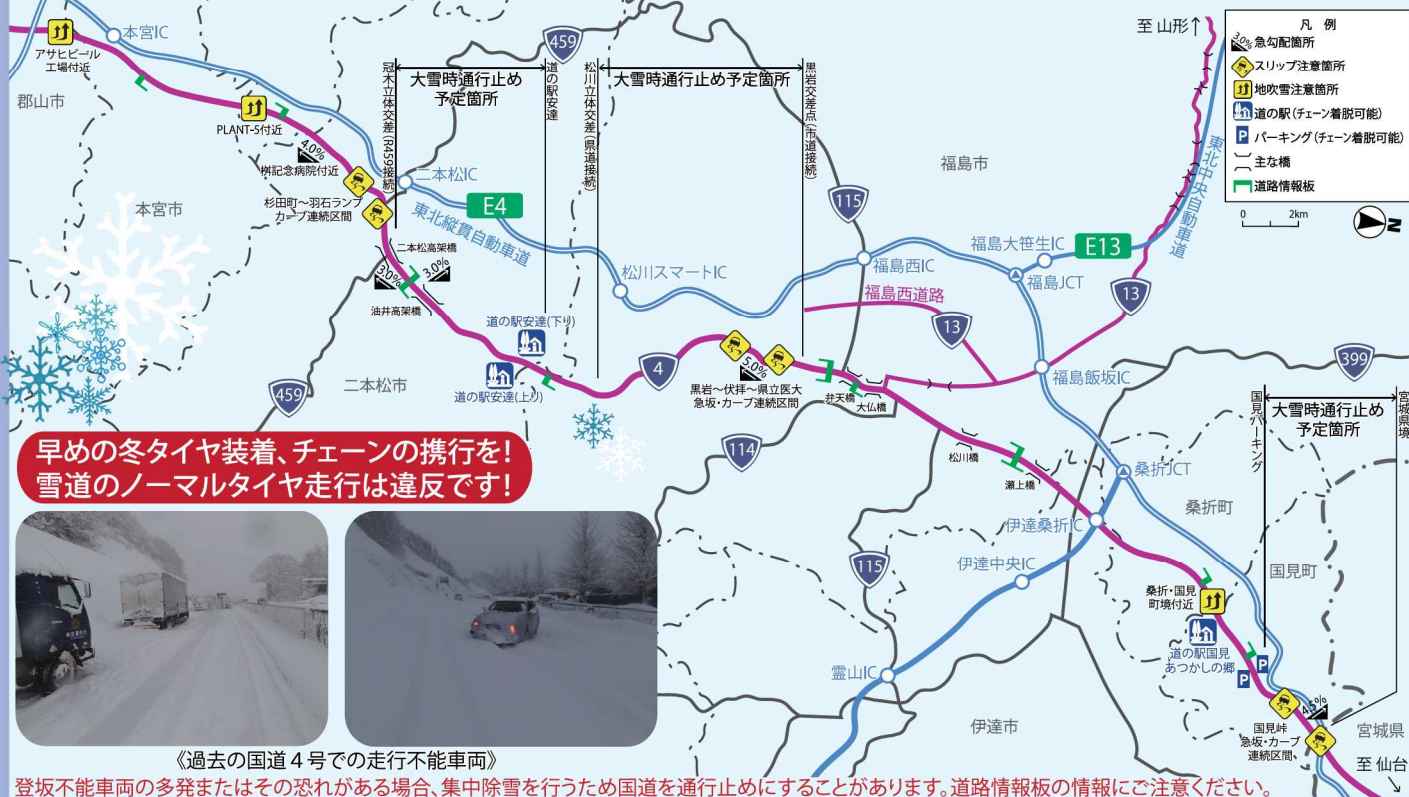 至 山形↑
凡 例
3.0% 急勾配箇所
スリップ注意箇所
地吹雪注意箇所
道の駅(チェーン着脱可能)
P パーキング(チェーン着脱可能)
主な橋
道路情報板
0 2km
N
本宮IC
アサヒビール
工場付近
郡山市
PLANT-5付近
4.0%
桝記念病院付近
杉田町～羽石ランプ
カーブ連続区間
本宮市
冠木立体交差(R459接続)
大雪時通行止め
予定箇所
道の駅安達
459
松川立体交差(県道接続)
大雪時通行止め予定箇所
黒岩交差点(市道接続)
二本松IC
E4
東北縦貫自動車道
二本松高架橋
3.0%
3.0%
油井高架橋
松川スマートIC
福島市
115
福島西IC
福島大笹生IC
E13
福島JCT
東北中央自動車道
13
福島西道路
13
道の駅安達(下り)
道の駅安達(上り)
459
二本松市
4
5.0%
黒岩～伏拝～県立医大
急坂・カーブ連続区間
弁天橋
大仏橋
福島飯坂IC
399
国見パーキング
大雪時通行止め
予定箇所
宮城県境
114
松川橋
瀬上橋
桑折JCT
桑折町
伊達桑折IC
115
伊達中央IC
国見町
桑折・国見
町境付近
道の駅国見
あつかしの郷
P
P
霊山IC
伊達市
4.5%
国見峠
急坂・カーブ
連続区間
宮城県
至 仙台
早めの冬タイヤ装着、チェーンの携行を!
雪道のノーマルタイヤ走行は違反です!
《過去の国道4号での走行不能車両》
登坂不能車両の多発またはその恐れがある場合、集中除雪を行うため国道を通行止めにすることがあります。道路情報板の情報にご注意ください。